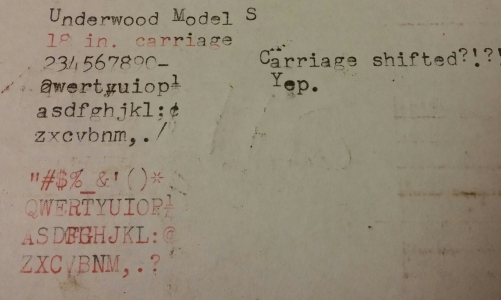 Underwood Model S
18 in. carriage
234567890-
Carriage shifted?!?!
@wertyuiop½
Yep.
asdfghjkl;¢
zxcvbnm,./
"#$%_&'()*
QWERTYUIOP¼
ASDFGHJKL:@
ZXCVBNM,.?